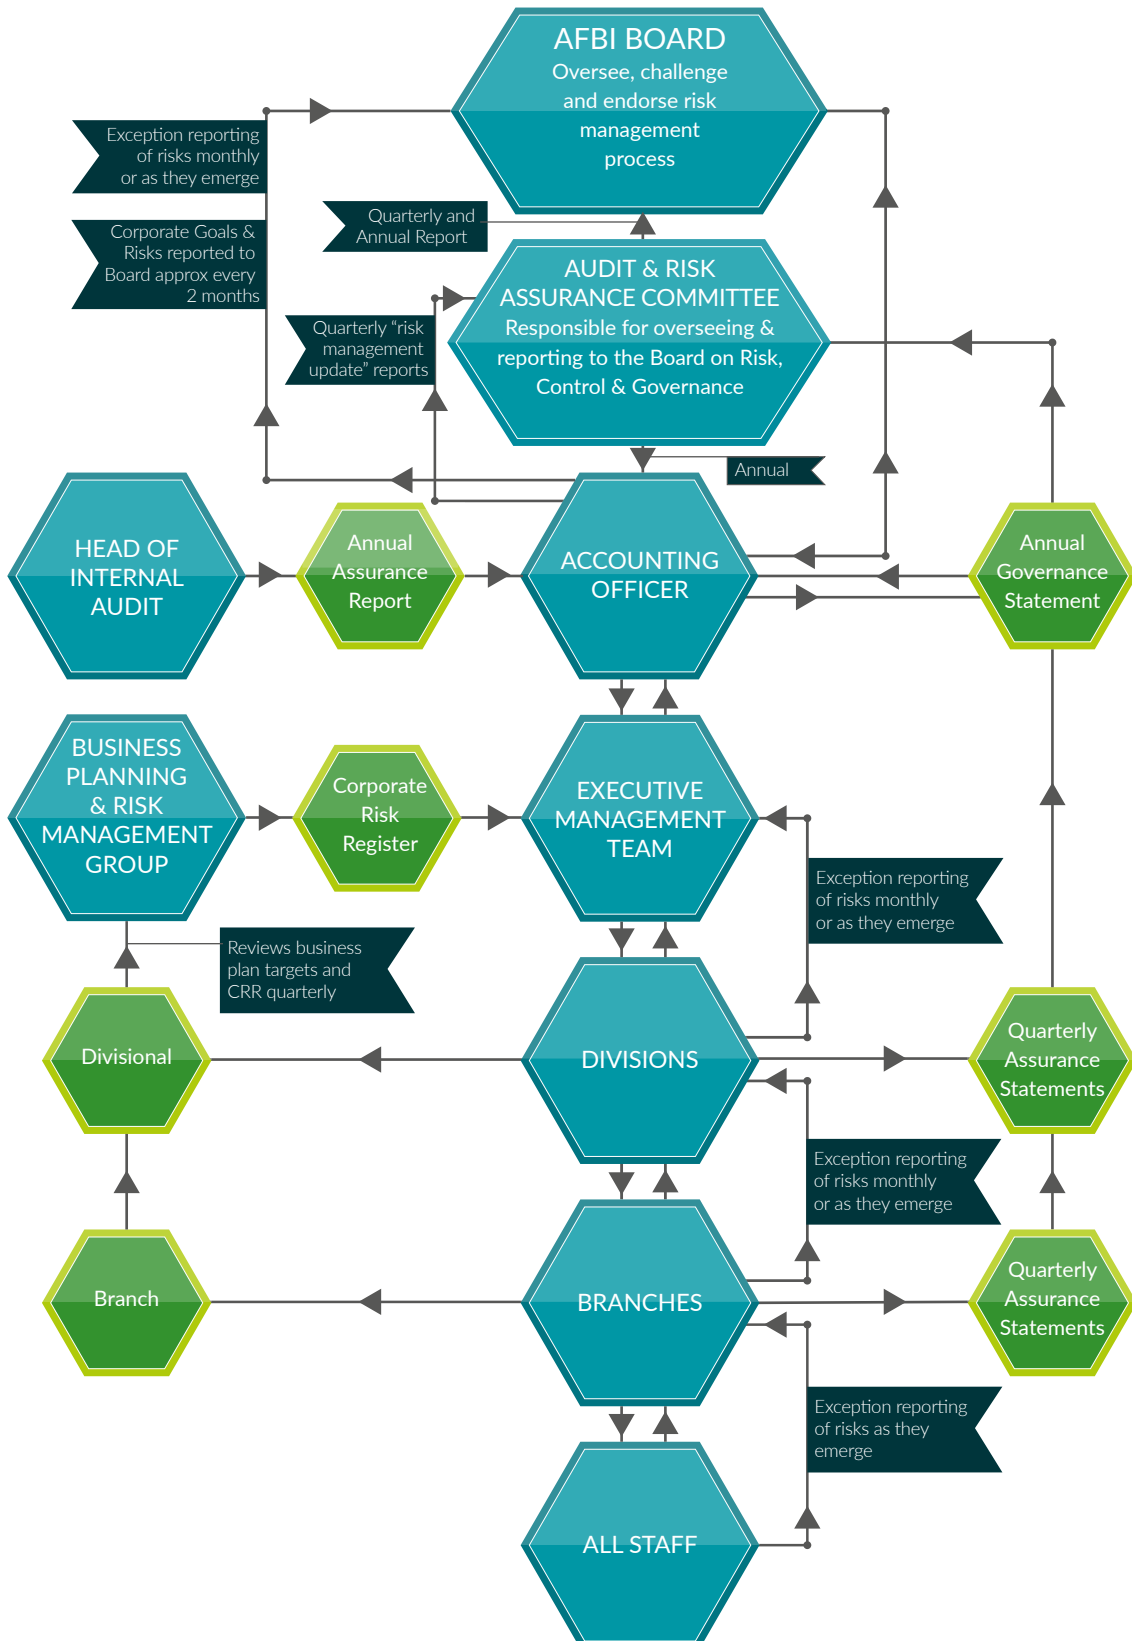 AFBI BOARD
Oversee, challenge
and endorse risk
management
process
Exception reporting
of risks monthly
or as they emerge
Quarterly and
Annual Report
Corporate Goals &
Risks reported to
Board approx every
2 months
AUDIT & RISK
ASSURANCE COMMITTEE
Responsible for overseeing &
reporting to the Board on Risk,
Control & Governance
Quarterly “risk
management
update” reports
Annual
HEAD OF
INTERNAL
AUDIT
Annual
Assurance
Report
ACCOUNTING
OFFICER
Annual
Governance
Statement
BUSINESS
PLANNING
& RISK
MANAGEMENT
GROUP
Corporate
Risk
Register
EXECUTIVE
MANAGEMENT
TEAM
Exception reporting
of risks monthly
or as they emerge
Reviews business
plan targets and
CRR quarterly
Divisional
DIVISIONS
Quarterly
Assurance
Statements
Exception reporting
of risks monthly
or as they emerge
Branch
BRANCHES
Quarterly
Assurance
Statements
Exception reporting
of risks as they
emerge
ALL STAFF